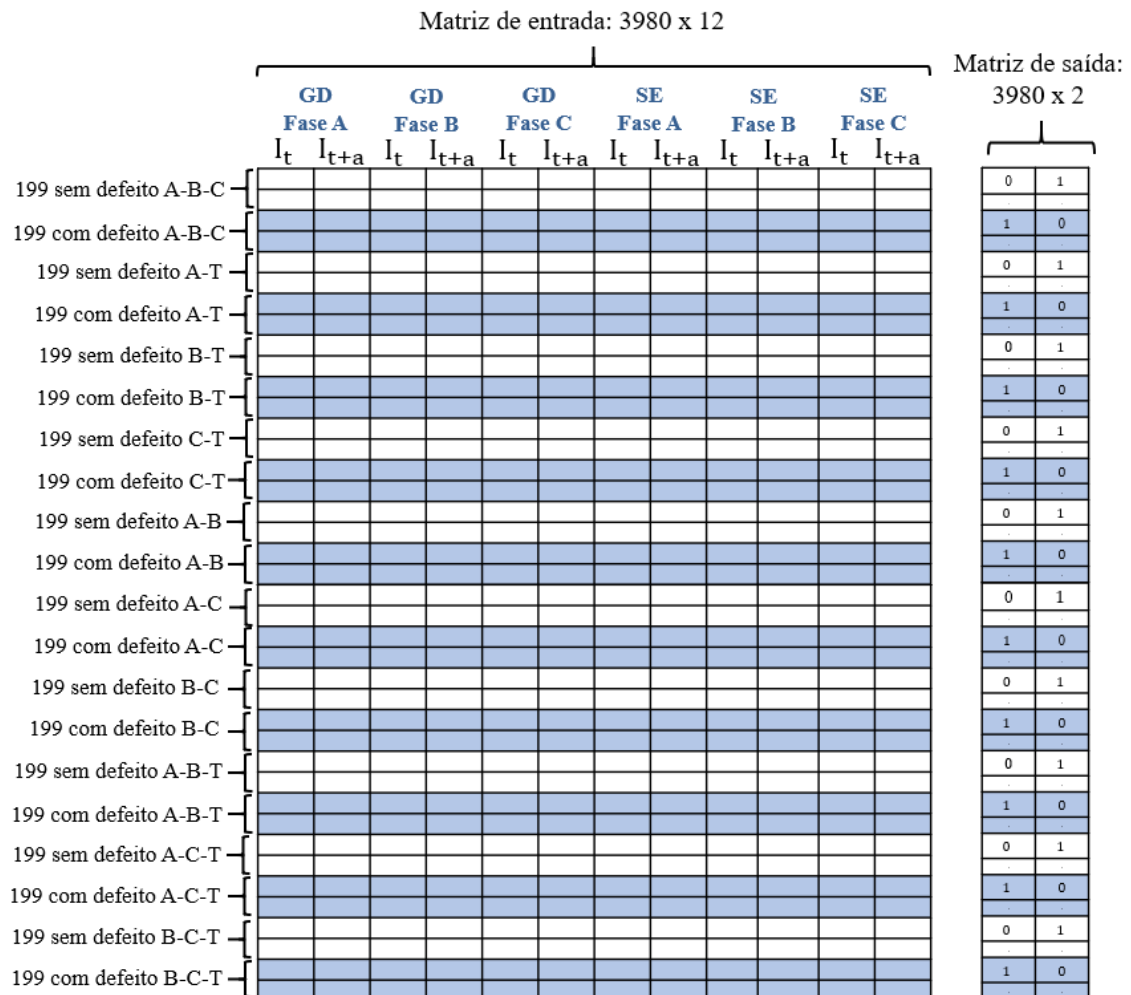 Matriz de entrada: 3980 x 12
Matriz de saída:
3980 x 2
GD GD GD SE SE SE
Fase A Fase B Fase C Fase A Fase B Fase C
It It+a It It+a It It+a It It+a It It+a It It+a
199 sem defeito A-B-C 0 1
199 com defeito A-B-C 1 0
199 sem defeito A-T 0 1
199 com defeito A-T 1 0
199 sem defeito B-T 0 1
199 com defeito B-T 1 0
199 sem defeito C-T 0 1
199 com defeito C-T 1 0
199 sem defeito A-B 0 1
199 com defeito A-B 1 0
199 sem defeito A-C 0 1
199 com defeito A-C 1 0
199 sem defeito B-C 0 1
199 com defeito B-C 1 0
199 sem defeito A-B-T 0 1
199 com defeito A-B-T 1 0
199 sem defeito A-C-T 0 1
199 com defeito A-C-T 1 0
199 sem defeito B-C-T 0 1
199 com defeito B-C-T 1 0